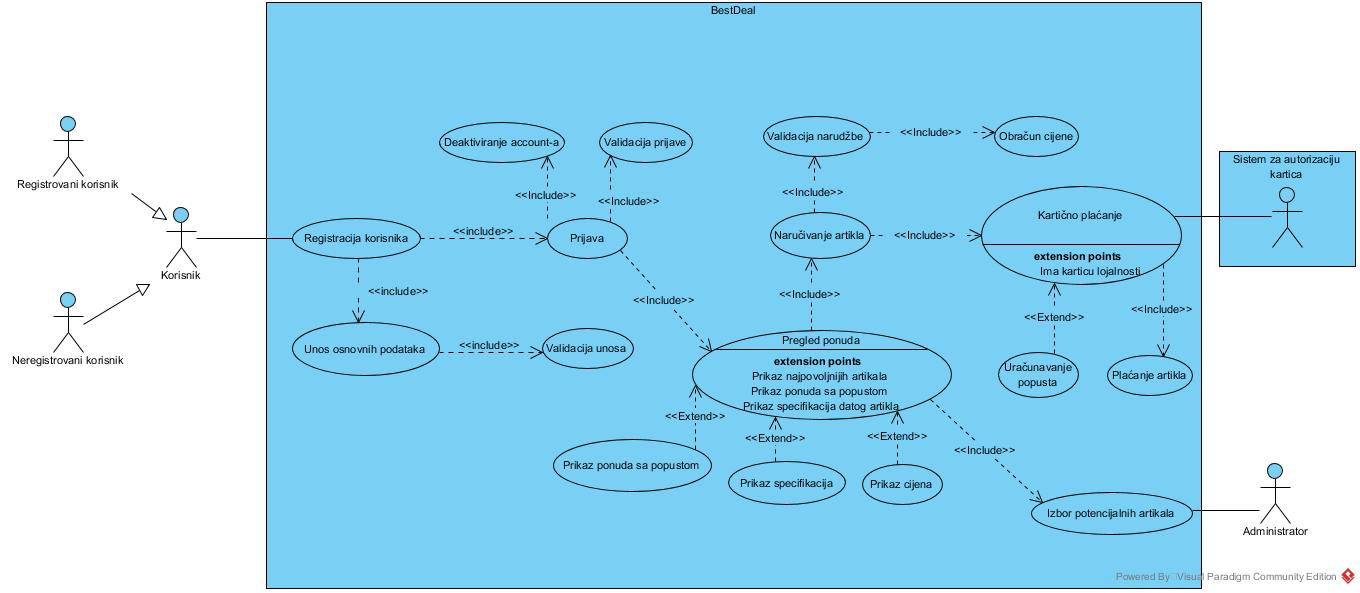 BestDeal
Registrovani korisnik
Korisnik
Neregistrovani korisnik
Deaktiviranje account-a
Validacija prijave
<<Include>>
<<Include>>
Registracija korisnika
<<include>>
Prijava
<<include>>
Unos osnovnih podataka
<<include>>
Validacija unosa
<<Include>>
Validacija narudžbe
<<Include>>
Obračun cijene
<<Include>>
Naručivanje artikla
<<Include>>
Kartično plaćanje
extension points
Ima karticu lojalnosti
Sistem za autorizaciju
kartica
<<Include>>
<<Extend>>
<<Include>>
Uračunavanje
popusta
Plaćanje artikla
Pregled ponuda
extension points
Prikaz najpovoljnijih artikala
Prikaz ponuda sa popustom
Prikaz specifikacija datog artikla
<<Extend>>
<<Extend>>
<<Extend>>
<<Include>>
Prikaz ponuda sa popustom
Prikaz specifikacija
Prikaz cijena
Izbor potencijalnih artikala
Administrator
Powered By Visual Paradigm Community Edition